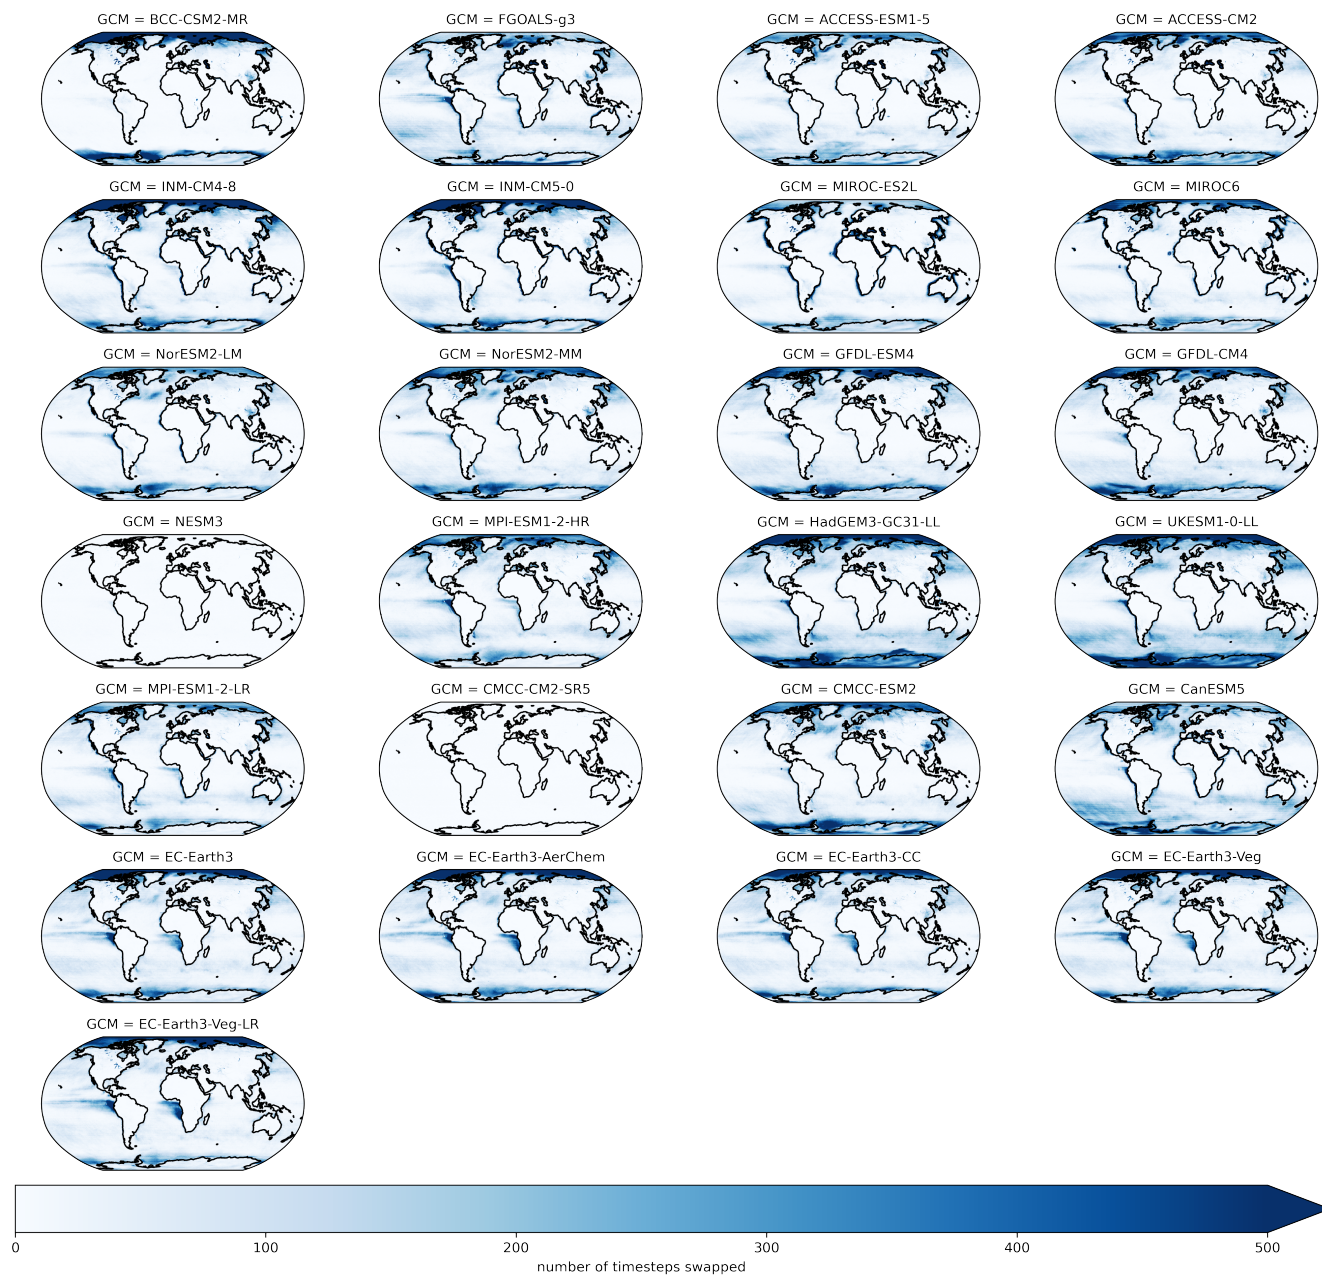 GCM = BCC-CSM2-MR
GCM = FGOALS-g3
GCM = ACCESS-ESM1-5
GCM = ACCESS-CM2
GCM = INM-CM4-8
GCM = INM-CM5-0
GCM = MIROC-ES2L
GCM = MIROC6
GCM = NorESM2-LM
GCM = NorESM2-MM
GCM = GFDL-ESM4
GCM = GFDL-CM4
GCM = NESM3
GCM = MPI-ESM1-2-HR
GCM = HadGEM3-GC31-LL
GCM = UKESM1-0-LL
GCM = MPI-ESM1-2-LR
GCM = CMCC-CM2-SR5
GCM = CMCC-ESM2
GCM = CanESM5
GCM = EC-Earth3
GCM = EC-Earth3-AerChem
GCM = EC-Earth3-CC
GCM = EC-Earth3-Veg
GCM = EC-Earth3-Veg-LR
0 100 200 300 400 500
number of timesteps swapped